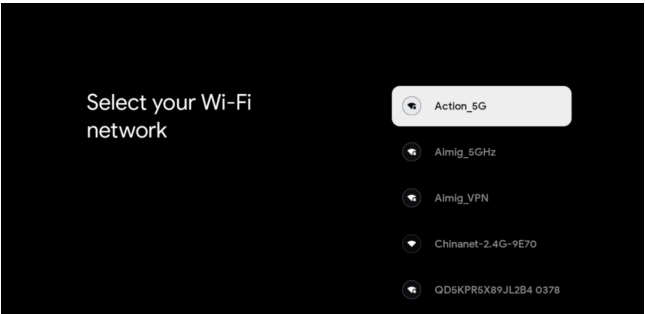 Select your Wi-Fi
network
Action_5G
Aimig_5GHz
Aimig_VPN
Chinanet-2.4G-9E70
QD5KPR5X89JL2B4 0378